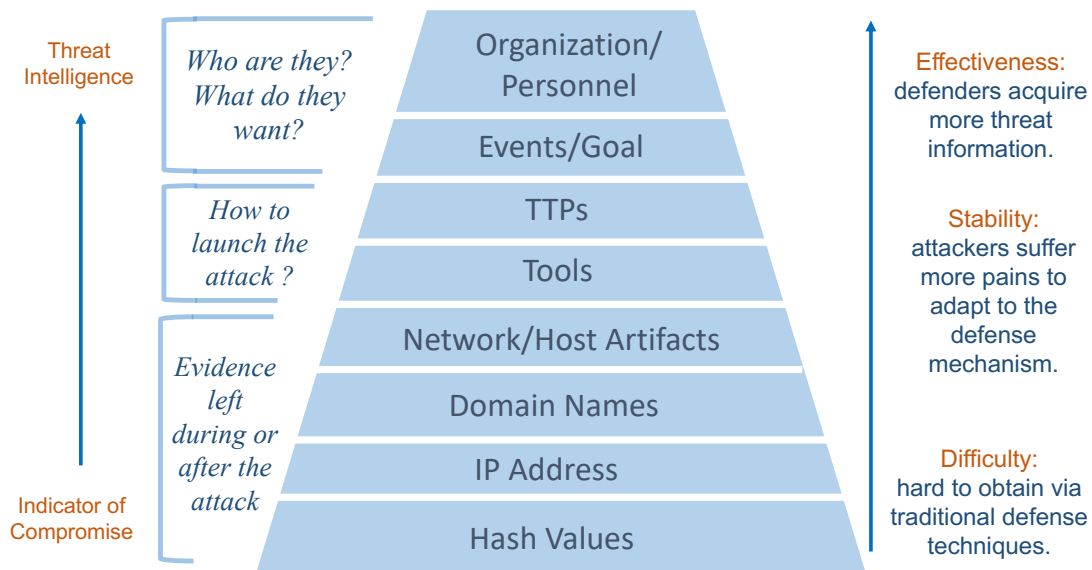 Threat
Intelligence
Indicator of
Compromise
Who are they?
What do they
want?
How to
launch the
attack ?
Evidence
left
during or
after the
attack
Organization/
Personnel
Events/Goal
TTPs
Tools
Network/Host Artifacts
Domain Names
IP Address
Hash Values
Effectiveness:
defenders acquire
more threat
information.
Stability:
attackers suffer
more pains to
adapt to the
defense
mechanism.
Difficulty:
hard to obtain via
traditional defense
techniques.